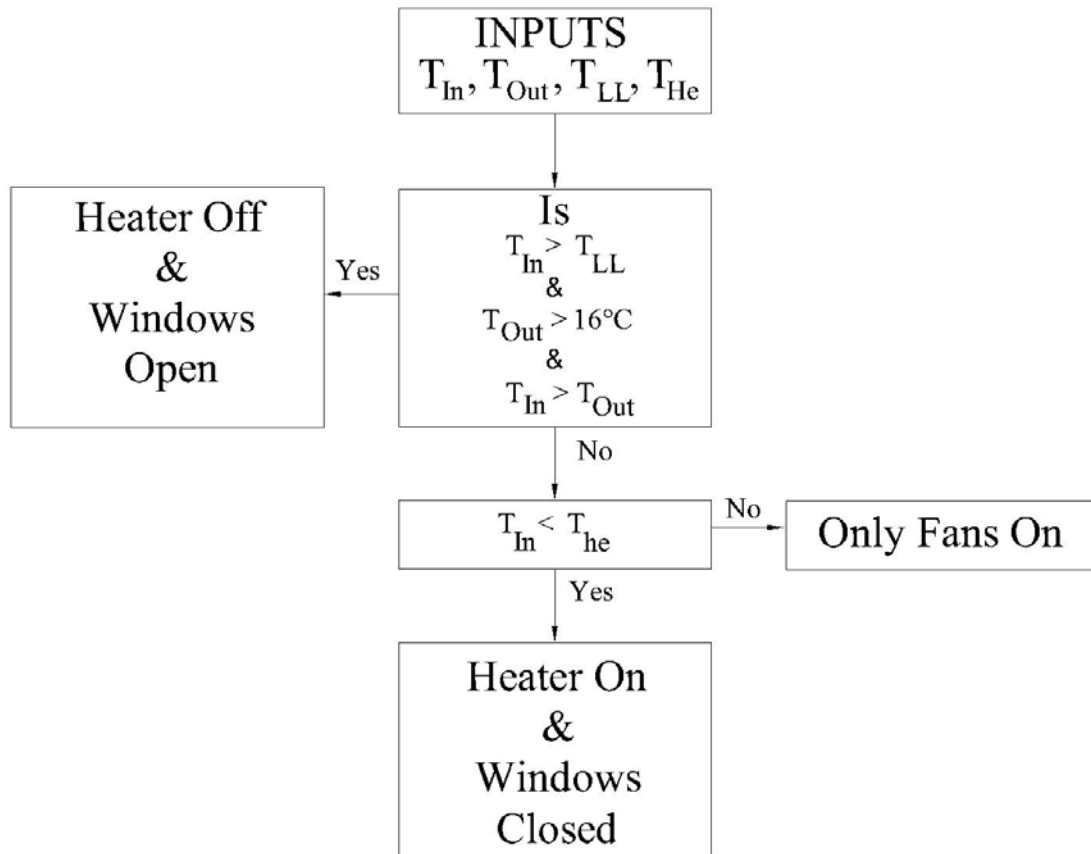 INPUTS
T_In, T_Out, T_LL, T_He
Heater Off
&
Windows
Open
Yes
Is
T_In > T_LL
&
T_Out > 16°C
&
T_In > T_Out
No
T_In < T_he
No
Only Fans On
Yes
Heater On
&
Windows
Closed